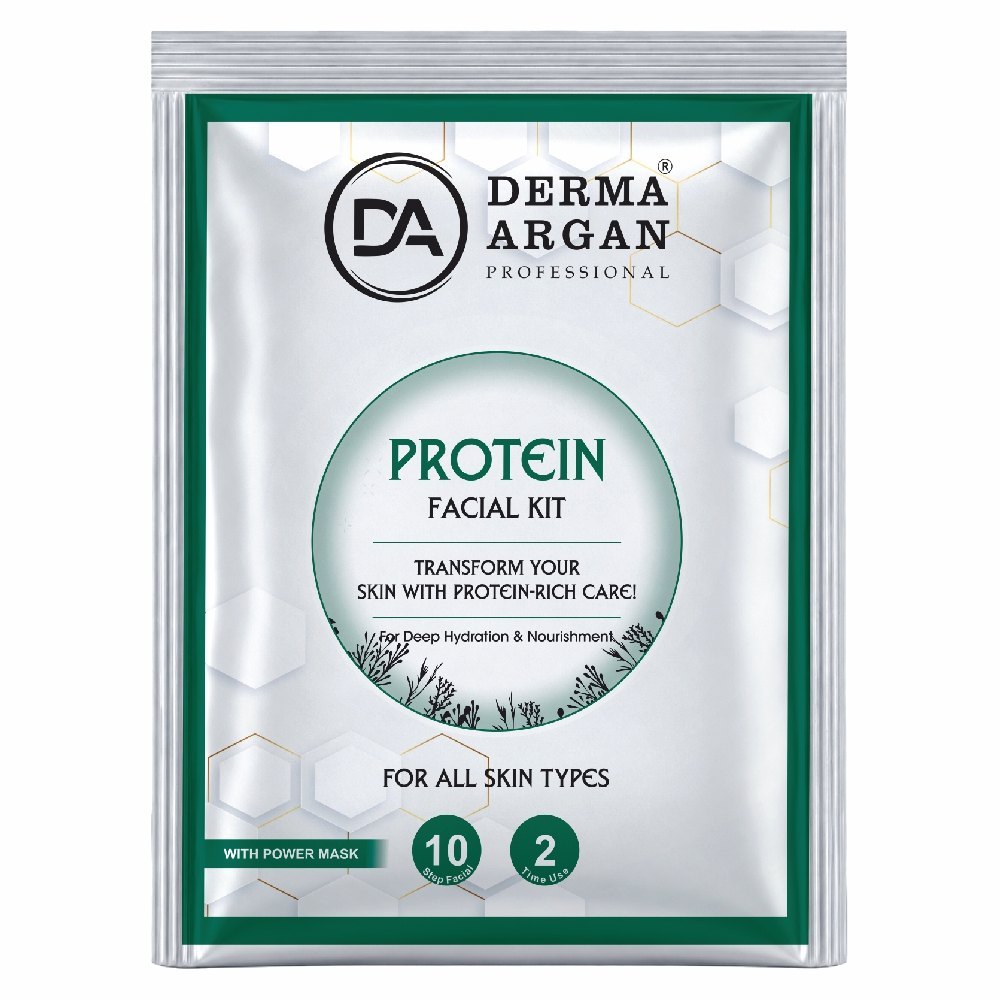 DA
DERMA
ARGAN®
PROFESSIONAL
PROTEIN
FACIAL KIT
TRANSFORM YOUR
SKIN WITH PROTEIN-RICH CARE!
For Deep Hydration & Nourishment
FOR ALL SKIN TYPES
WITH POWER MASK
10
Step Facial
2
Time Use